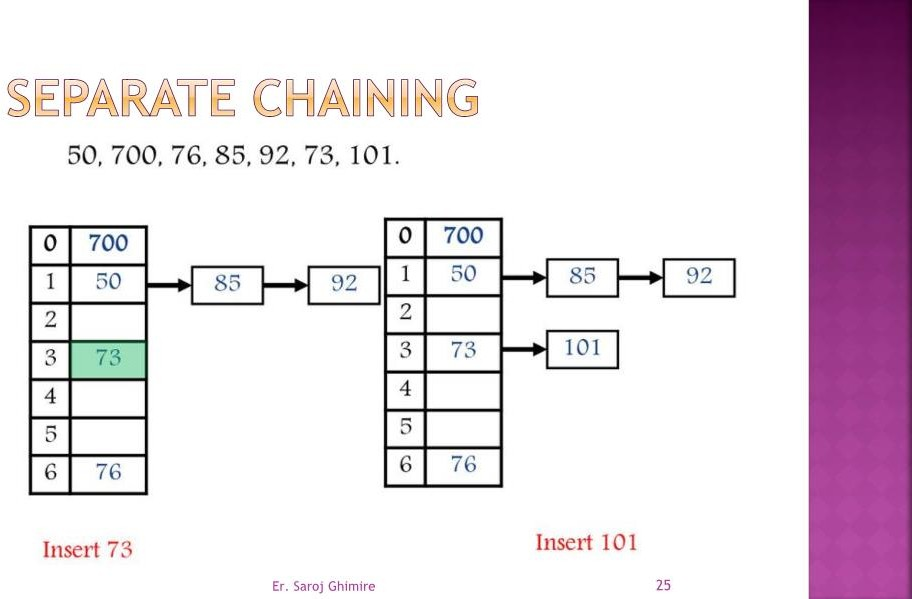 SEPARATE CHAINING
50, 700, 76, 85, 92, 73, 101.
0 700
1 50 85 92
2
3 73
4
5
6 76
Insert 73
0 700
1 50 85 92
2
3 73 101
4
5
6 76
Insert 101
Er. Saroj Ghimire 25